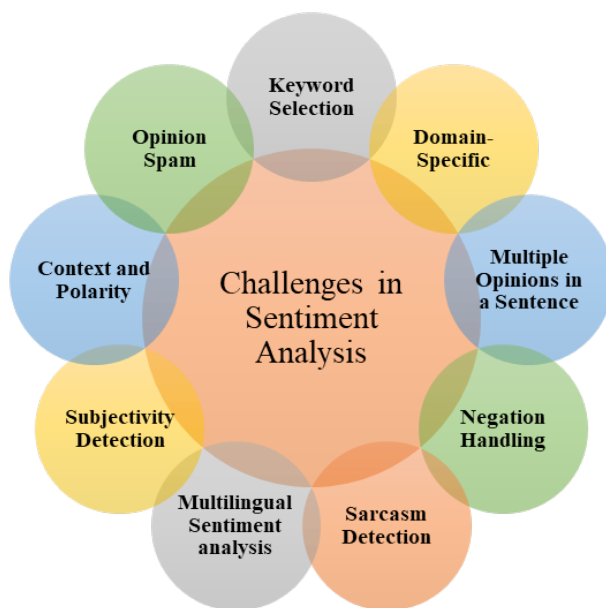 Keyword
Selection
Domain-
Specific
Multiple
Opinions in
a Sentence
Negation
Handling
Sarcasm
Detection
Multilingual
Sentiment
analysis
Subjectivity
Detection
Context and
Polarity
Opinion
Spam
Challenges in
Sentiment
Analysis